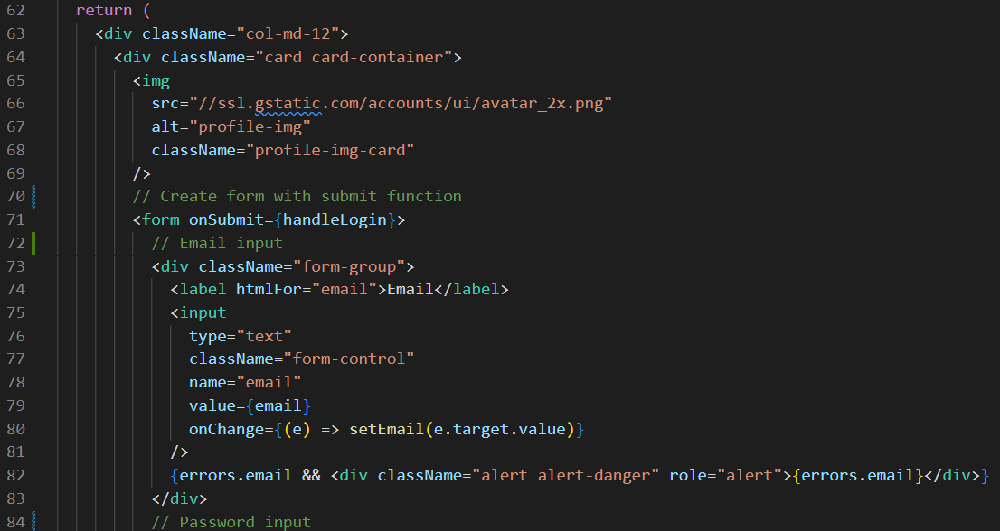 62 return (
63 <div className="col-md-12">
64 <div className="card card-container">
65 <img
66 src="//ssl.gstatic.com/accounts/ui/avatar_2x.png"
67 alt="profile-img"
68 className="profile-img-card"
69 />
70 // Create form with submit function
71 <form onSubmit={handleLogin}>
72 // Email input
73 <div className="form-group">
74 <label htmlFor="email">Email</label>
75 <input
76 type="text"
77 className="form-control"
78 name="email"
79 value={email}
80 onChange={(e) => setEmail(e.target.value)}
81 />
82 {errors.email && <div className="alert alert-danger" role="alert">{errors.email}</div>}
83 </div>
84 // Password input